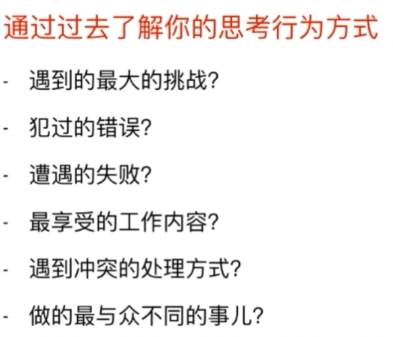 通过过去了解你的思考行为方式
- 遇到的最大的挑战?
- 犯过的错误?
- 遭遇的失败?
- 最享受的工作内容?
- 遇到冲突的处理方式?
- 做的最与众不同的事儿?